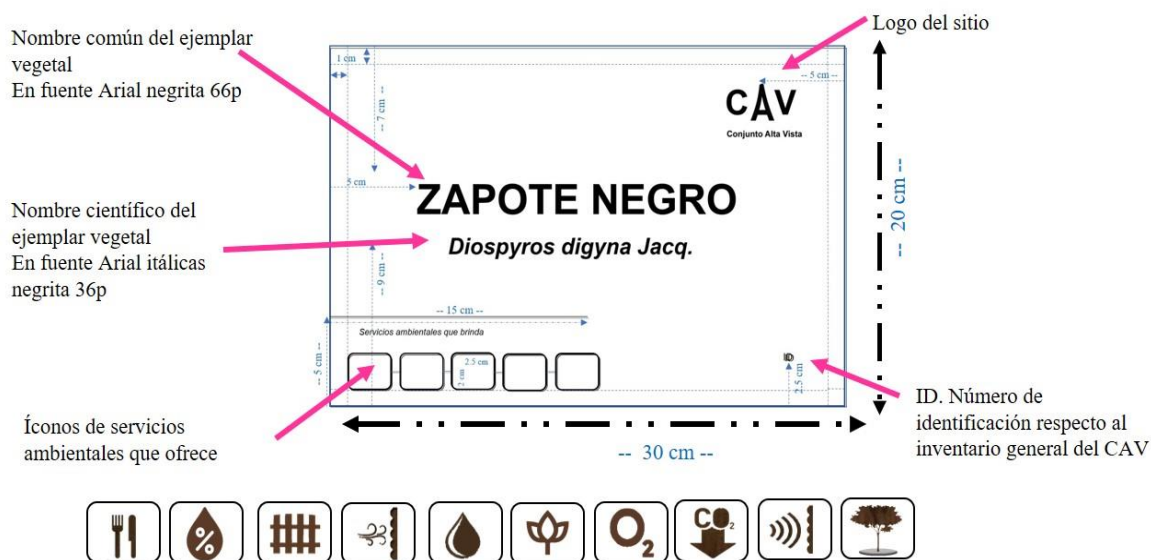 Nombre común del ejemplar
vegetal
En fuente Arial negrita 66p
Nombre científico del
ejemplar vegetal
En fuente Arial itálicas
negrita 36p
Íconos de servicios
ambientales que ofrece
Logo del sitio
1 cm
-- 5 cm --
-- 7 cm --
CAV
Conjunto Alta Vista
5 cm
ZAPOTE NEGRO
Diospyros digyna Jacq.
-- 9 cm --
-- 15 cm --
Servicios ambientales que brinda
-- 5 cm --
2.5 cm
2 cm
ID
2.5 cm
-- 20 cm --
-- 30 cm --
ID. Número de
identificación respecto al
inventario general del CAV
%
O2
CO2